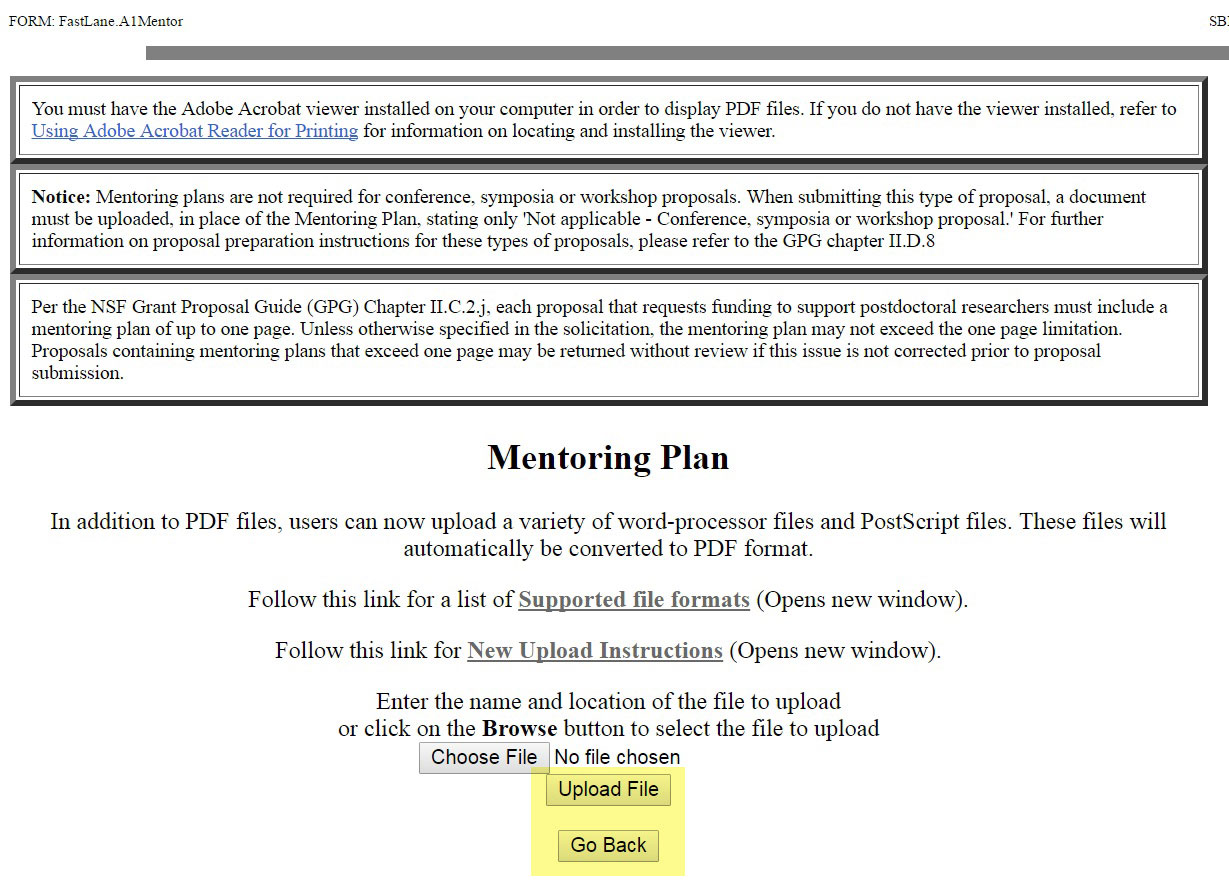 FORM: FastLane.A1Mentor
You must have the Adobe Acrobat viewer installed on your computer in order to display PDF files. If you do not have the viewer installed, refer to
Using Adobe Acrobat Reader for Printing for information on locating and installing the viewer.
Notice: Mentoring plans are not required for conference, symposia or workshop proposals. When submitting this type of proposal, a document
must be uploaded, in place of the Mentoring Plan, stating only 'Not applicable - Conference, symposia or workshop proposal.' For further
information on proposal preparation instructions for these types of proposals, please refer to the GPG chapter II.D.8
Per the NSF Grant Proposal Guide (GPG) Chapter II.C.2.j, each proposal that requests funding to support postdoctoral researchers must include a
mentoring plan of up to one page. Unless otherwise specified in the solicitation, the mentoring plan may not exceed the one page limitation.
Proposals containing mentoring plans that exceed one page may be returned without review if this issue is not corrected prior to proposal
submission.
Mentoring Plan
In addition to PDF files, users can now upload a variety of word-processor files and PostScript files. These files will
automatically be converted to PDF format.
Follow this link for a list of Supported file formats (Opens new window).
Follow this link for New Upload Instructions (Opens new window).
Enter the name and location of the file to upload
or click on the Browse button to select the file to upload
Choose File No file chosen
Upload File
Go Back